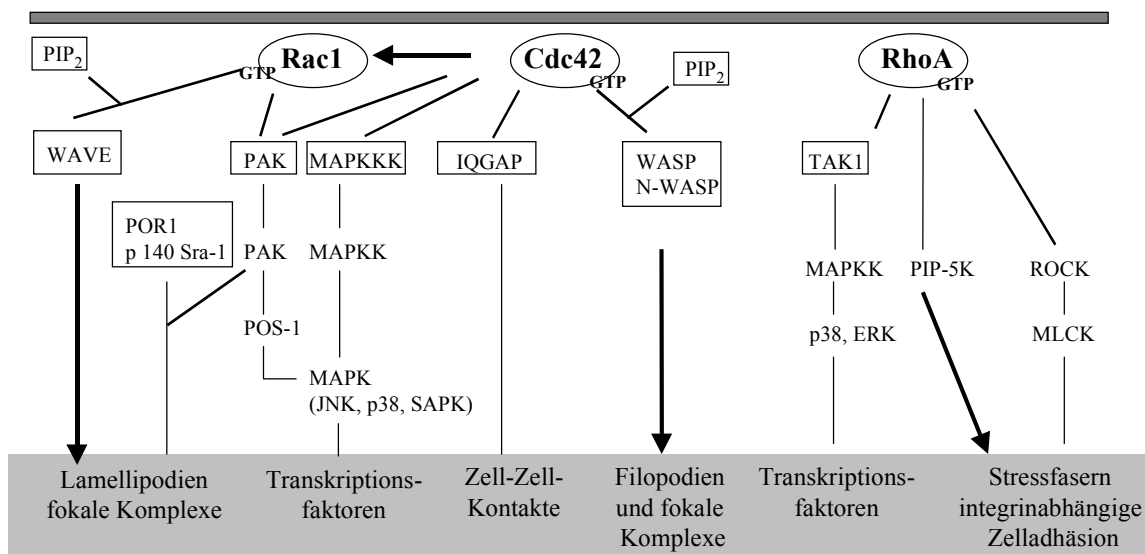 Rac1
GTP
Cdc42
GTP
RhoA
GTP
PIP2
PIP2
WAVE
PAK
MAPKKK
IQGAP
WASP
N-WASP
TAK1
POR1
p 140 Sra-1
PAK
MAPKK
MAPKK
PIP-5K
ROCK
POS-1
p38, ERK
MLCK
MAPK
(JNK, p38, SAPK)
Lamellipodien
fokale Komplexe
Transkriptions-
faktoren
Zell-Zell-
Kontakte
Filopodien
und fokale
Komplexe
Transkriptions-
faktoren
Stressfasern
integrinabhängige
Zelladhäsion